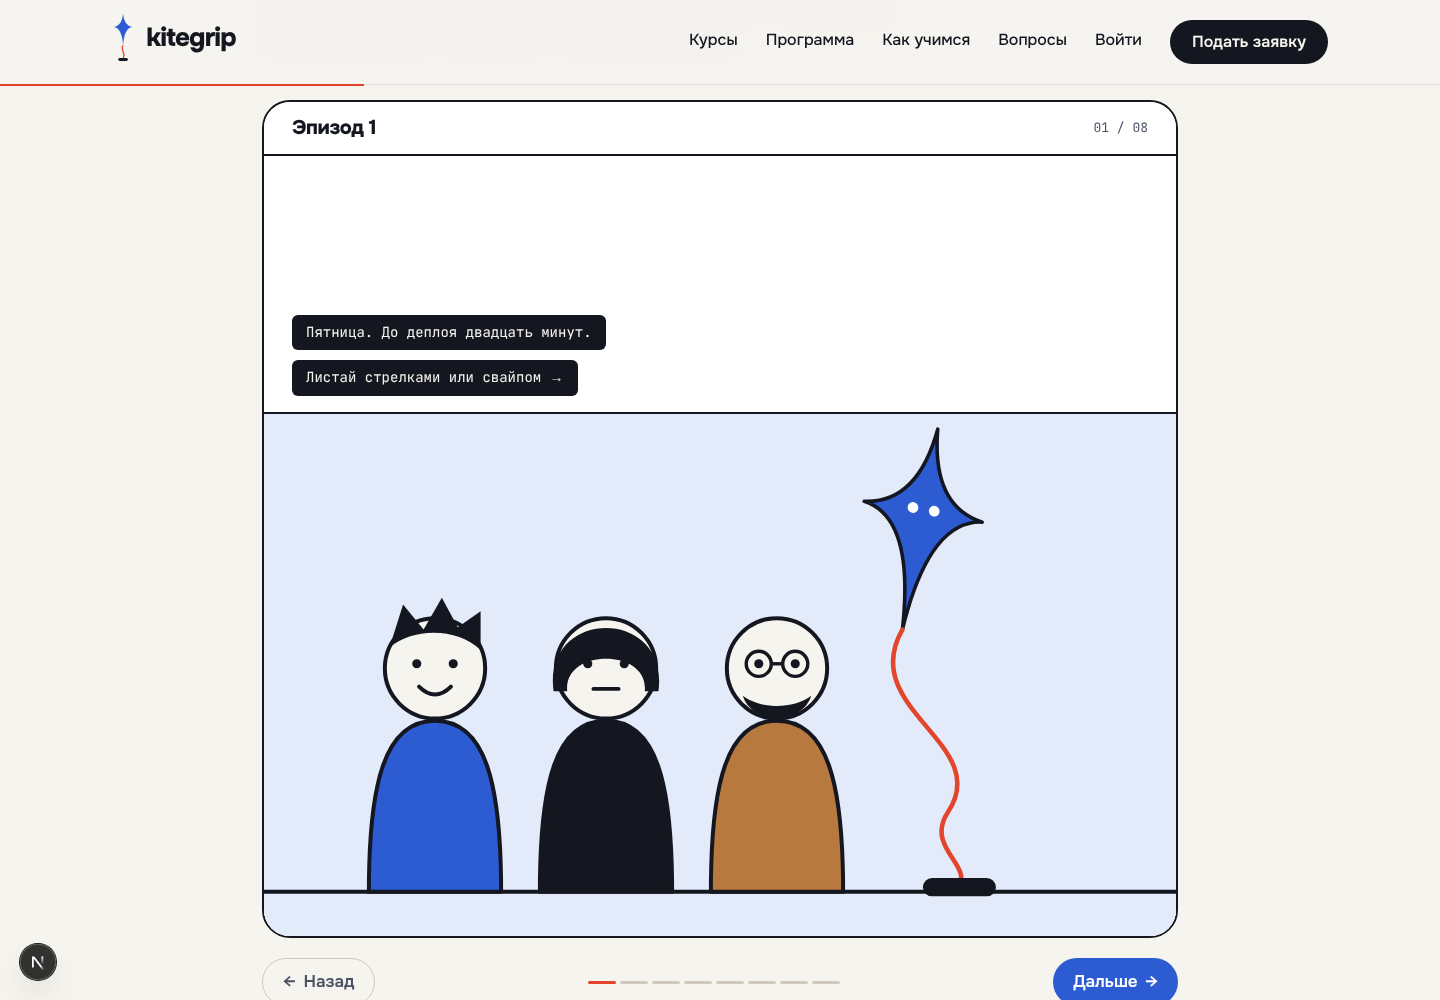 kitegrip
Курсы
Программа
Как учимся
Вопросы
Войти
Подать заявку
Эпизод 1
01 / 08
Пятница. До деплоя двадцать минут.
Листай стрелками или свайпом →
N
← Назад
Дальше →